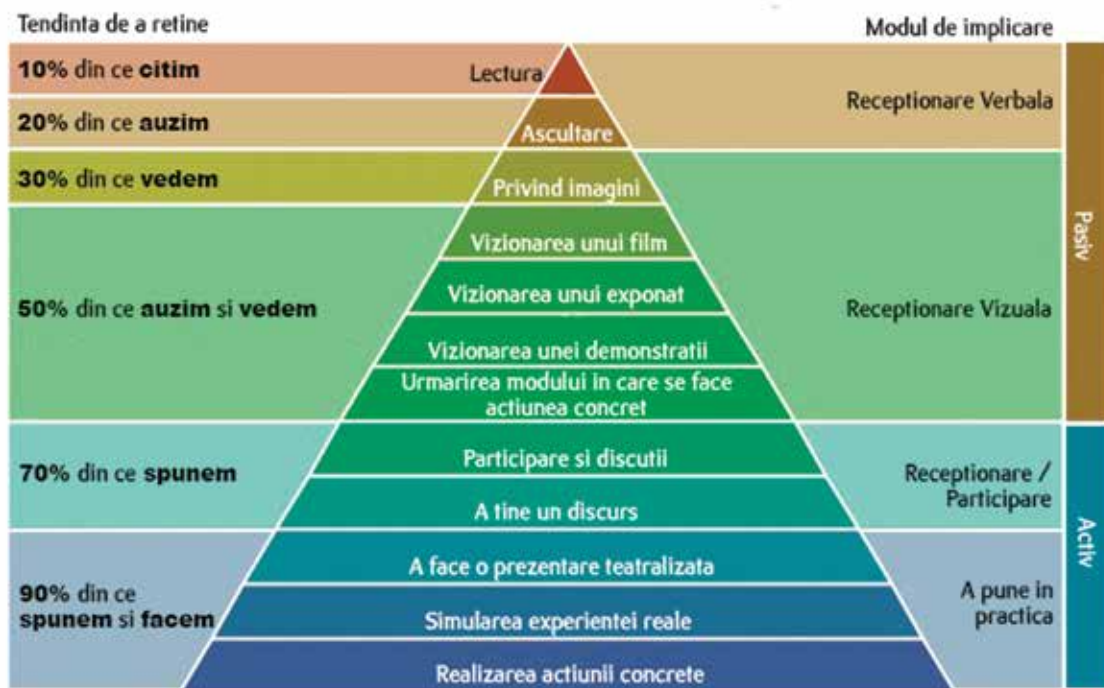 Tendinta de a retine
Modul de implicare
10% din ce citim
Lectura
Receptionare Verbala
20% din ce auzim
Ascultare
30% din ce vedem
Privind imagini
Vizionarea unui film
50% din ce auzim si vedem
Vizionarea unui exponat
Receptionare Vizuala
Vizionarea unei demonstratii
Urmarirea modului in care se face
actiunea concret
Pasiv
70% din ce spunem
Participare si discutii
Receptionare /
Participare
A tine un discurs
90% din ce
spunem si facem
A face o prezentare teatralizata
A pune in
practica
Simularea experientei reale
Realizarea actiunii concrete
Activ